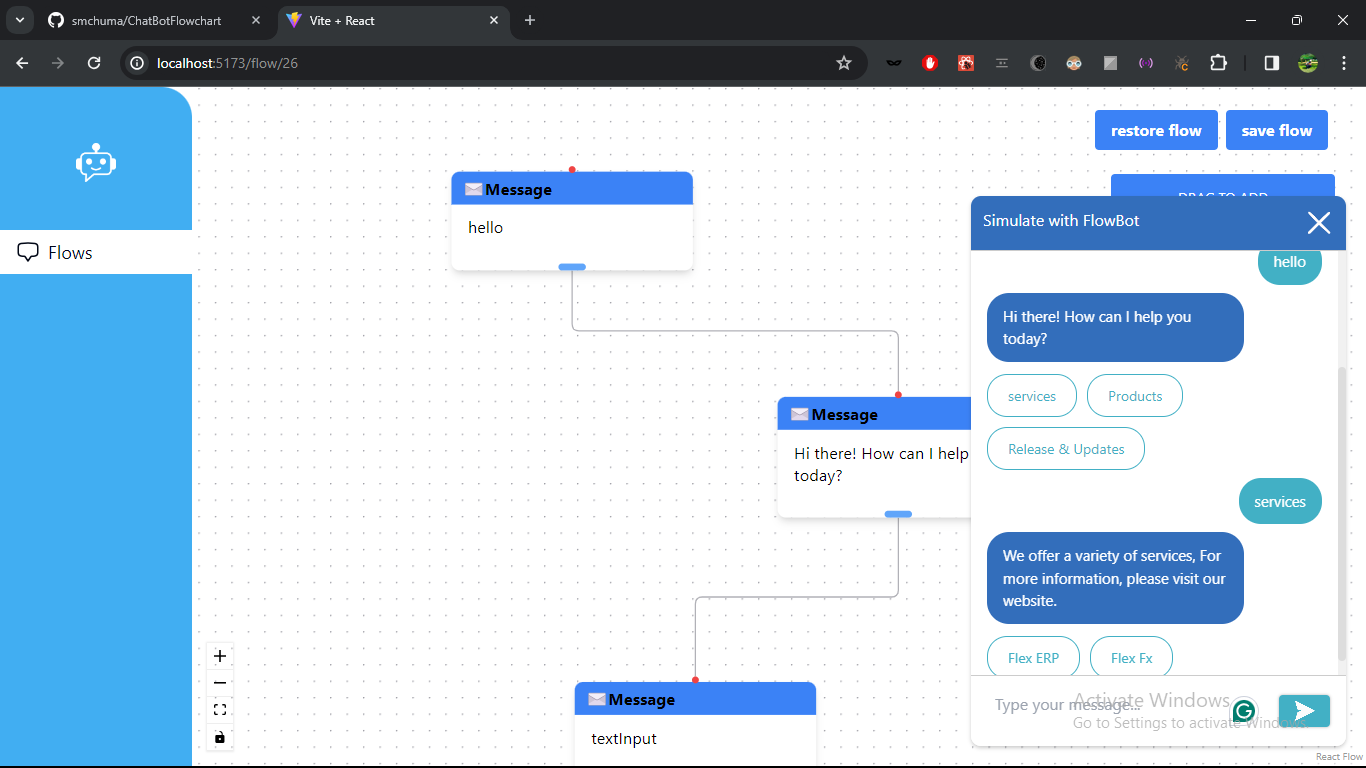 smchuma/ChatBotFlowchart
Vite + React
localhost:5173/flow/26
restore flow
save flow
DRAG TO ADD
Flows
Message
hello
Message
Hi there! How can I help
today?
Message
textInput
Simulate with FlowBot
hello
Hi there! How can I help you
today?
services
Products
Release & Updates
services
We offer a variety of services, For
more information, please visit our
website.
Flex ERP
Flex Fx
Type your message...
Activate Windows
Go to Settings to activate Windows.
React Flow